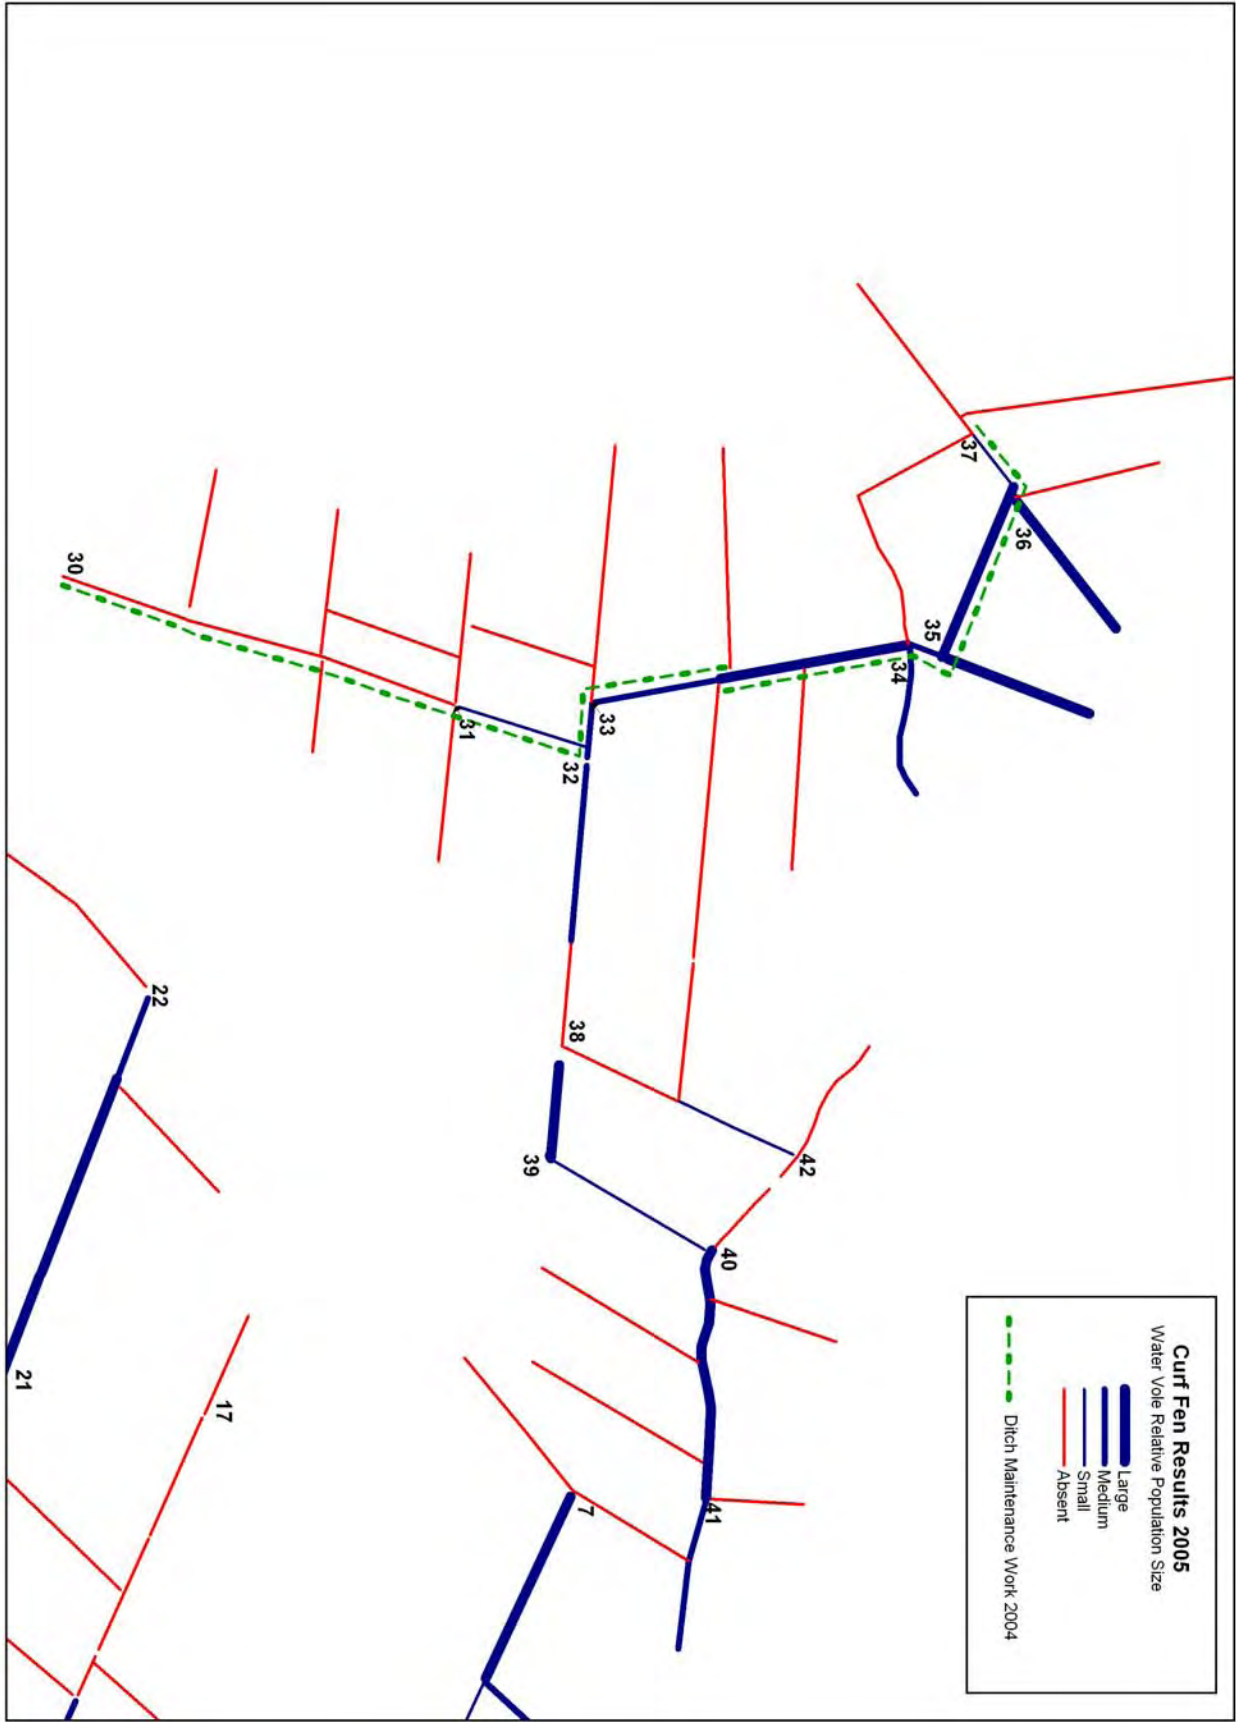 Curf Fen Results 2005
Water Vole Relative Population Size
Large
Medium
Small
Absent
Ditch Maintenance Work 2004
37
36
35
34
33
32
31
30
38
39
42
40
41
7
22
21
17